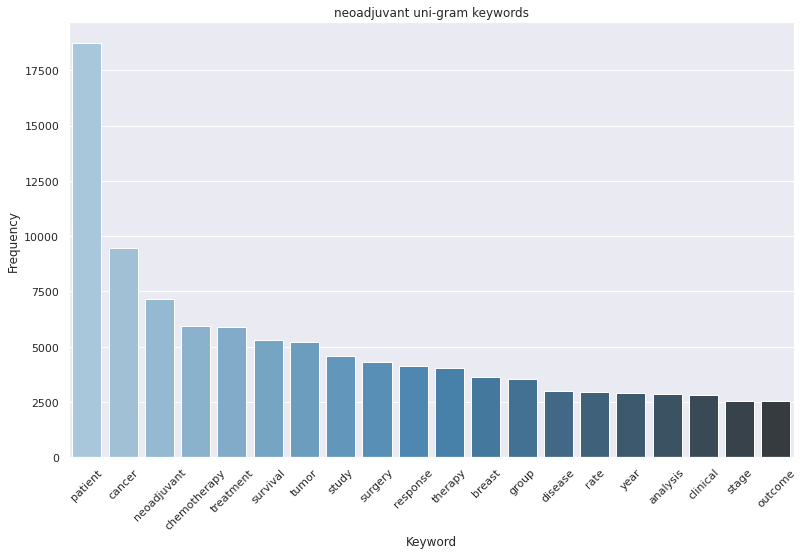 neoadjuvant uni-gram keywords
Frequency
17500
15000
12500
10000
7500
5000
2500
0
patient
cancer
neoadjuvant
chemotherapy
treatment
survival
tumor
study
surgery
response
therapy
breast
group
disease
rate
year
analysis
clinical
stage
outcome
Keyword